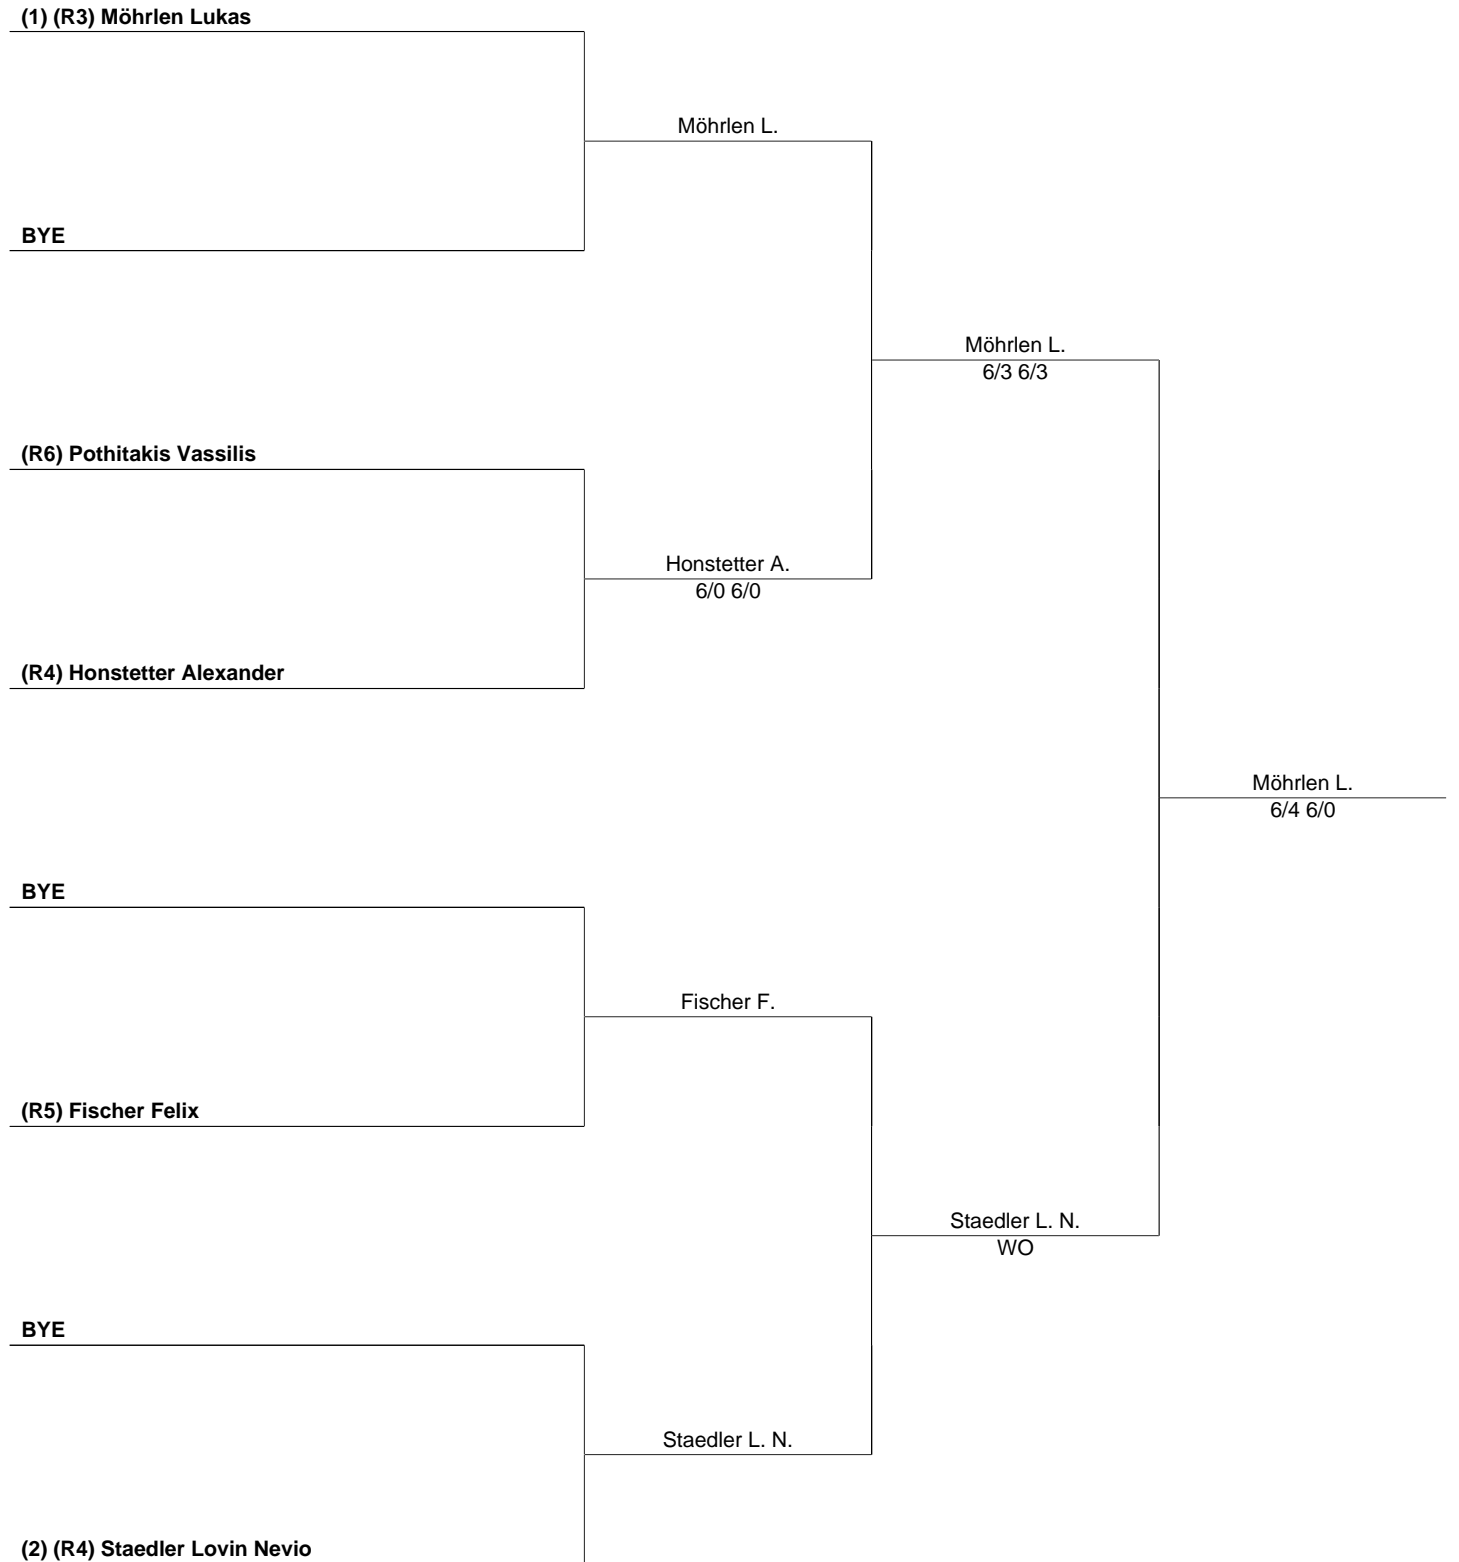 (1) (R3) Möhrlen Lukas
Möhrlen L.
BYE
Möhrlen L.
6/3 6/3
(R6) Pothitakis Vassilis
Honstetter A.
6/0 6/0
(R4) Honstetter Alexander
Möhrlen L.
6/4 6/0
BYE
Fischer F.
(R5) Fischer Felix
Staedler L. N.
WO
BYE
Staedler L. N.
(2) (R4) Staedler Lovin Nevio